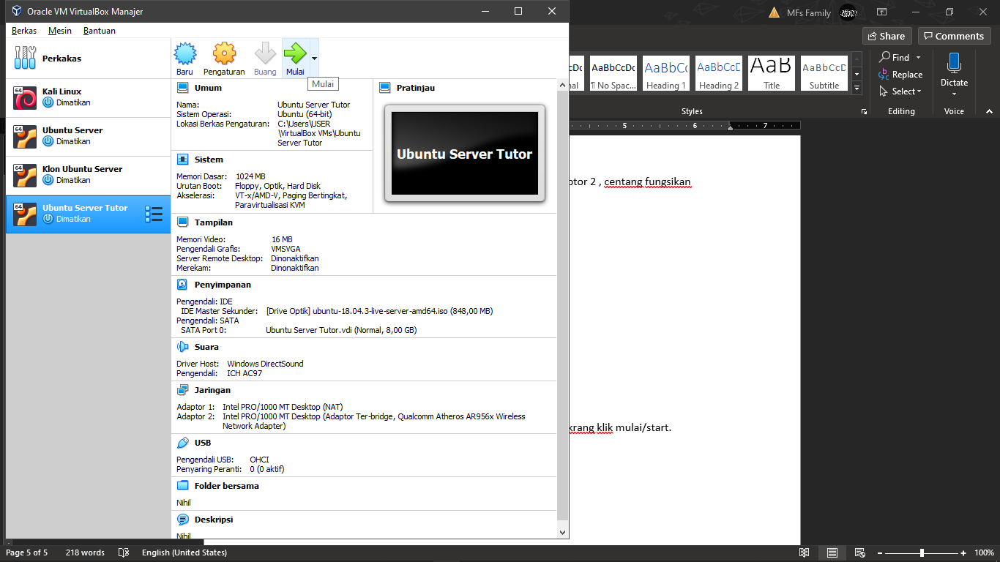 Oracle VM VirtualBox Manajer
Berkas Mesin Bantuan
Perkakas
Baru Pengaturan Buang Mulai
Mulai
64
Kali Linux
Dimatikan
64
Ubuntu Server
Dimatikan
64
Klon Ubuntu Server
Dimatikan
64
Ubuntu Server Tutor
Dimatikan
Umum
Nama: Ubuntu Server Tutor
Sistem Operasi: Ubuntu (64-bit)
Lokasi Berkas Pengaturan: C:\Users\USER
\VirtualBox VMs\Ubuntu
Server Tutor
Pratinjau
Ubuntu Server Tutor
Sistem
Memori Dasar: 1024 MB
Urutan Boot: Floppy, Optik, Hard Disk
Akselerasi: VT-x/AMD-V, Paging Bertingkat,
Paravirtualisasi KVM
Tampilan
Memori Video: 16 MB
Pengendali Grafis: VMSVGA
Server Remote Desktop: Dinonaktifkan
Merekam: Dinonaktifkan
Penyimpanan
Pengendali: IDE
IDE Master Sekunder: [Drive Optik] ubuntu-18.04.3-live-server-amd64.iso (848,00 MB)
Pengendali: SATA
SATA Port 0: Ubuntu Server Tutor.vdi (Normal, 8,00 GB)
Suara
Driver Host: Windows DirectSound
Pengendali: ICH AC97
Jaringan
Adaptor 1: Intel PRO/1000 MT Desktop (NAT)
Adaptor 2: Intel PRO/1000 MT Desktop (Adaptor Ter-bridge, Qualcomm Atheros AR956x Wireless
Network Adapter)
USB
Pengendali USB: OHCI
Penyaring Peranti: 0 (0 aktif)
Folder bersama
Nihil
Deskripsi
Nihil
MFs Family
Share Comments
AaBbCcDc AaBbCc AaBbCcD AaB AaBbCcD
nal ¶ No Spac... Heading 1 Heading 2 Title Subtitle
Styles
Find
Replace
Select
Editing
Dictate
Voice
5 6 7
ptor 2 , centang fungsikan
krang klik mulai/start.
Page 5 of 5 218 words English (United States) 100%